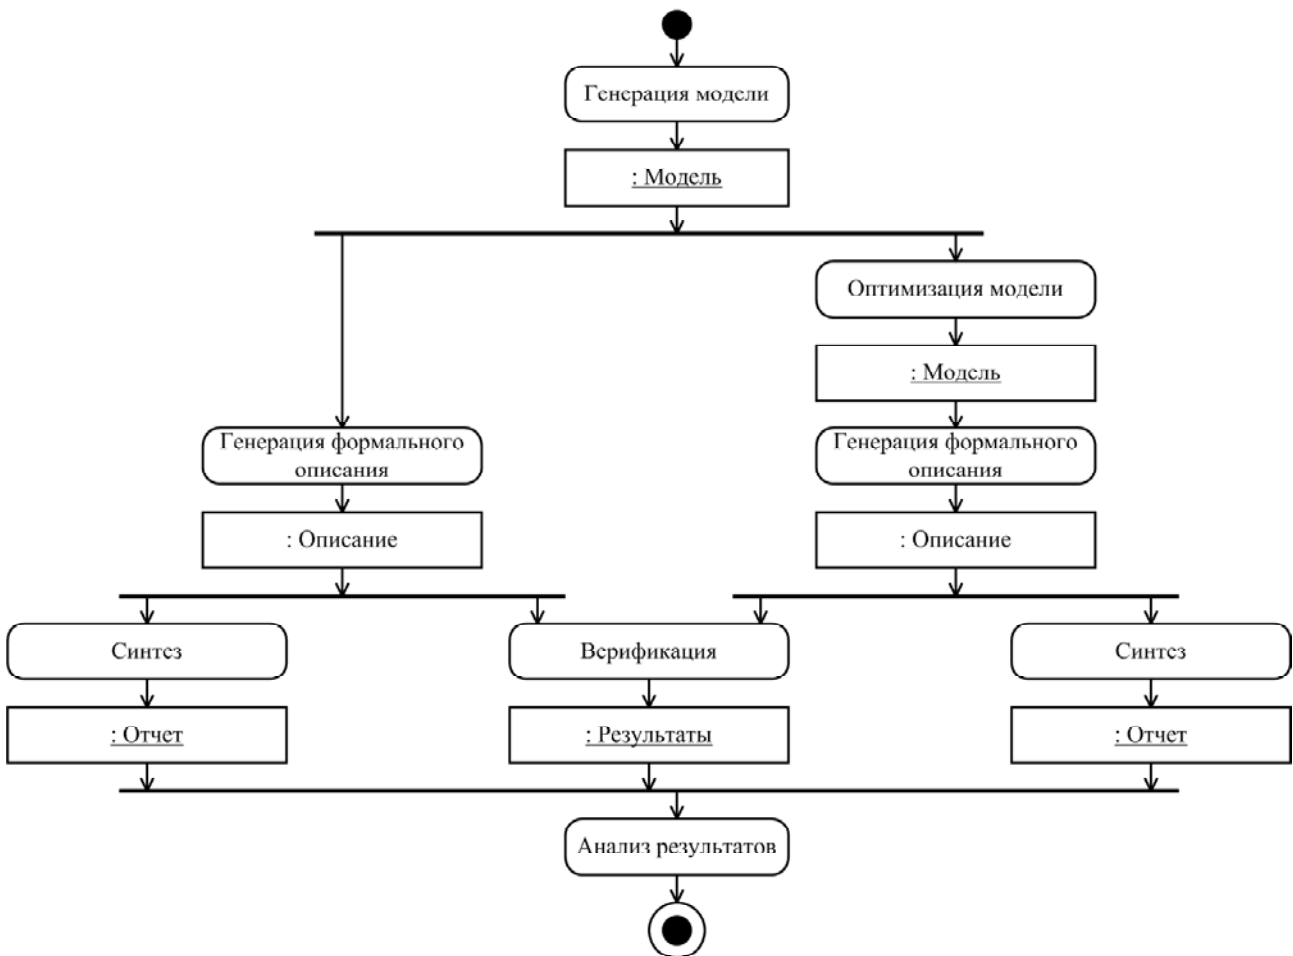 Генерация модели
: Модель
Оптимизация модели
: Модель
Генерация формального
описания
Генерация формального
описания
: Описание
: Описание
Синтез
Верификация
Синтез
: Отчет
: Результаты
: Отчет
Анализ результатов